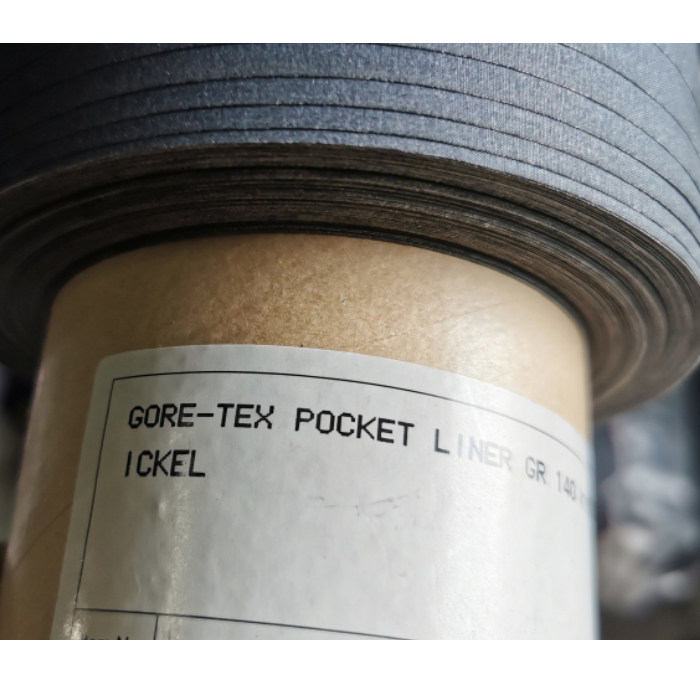 GORE-TEX POCKET LINER GR 140
ICKEL